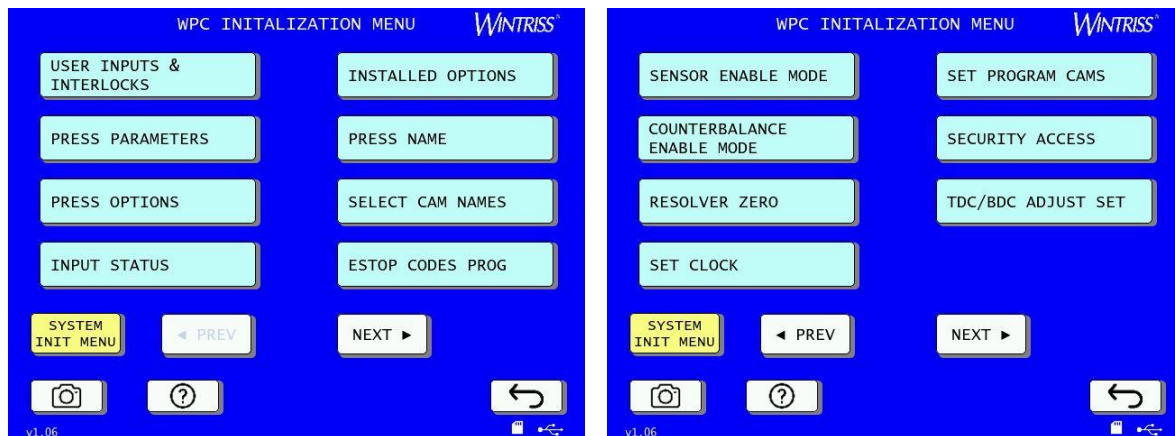 WPC INITALIZATION MENU
WINTRISS®
USER INPUTS &
INTERLOCKS
INSTALLED OPTIONS
PRESS PARAMETERS
PRESS NAME
PRESS OPTIONS
SELECT CAM NAMES
INPUT STATUS
ESTOP CODES PROG
SYSTEM
INIT MENU
◄ PREV
NEXT ►
?
v1.06
WPC INITALIZATION MENU
WINTRISS®
SENSOR ENABLE MODE
SET PROGRAM CAMS
COUNTERBALANCE
ENABLE MODE
SECURITY ACCESS
RESOLVER ZERO
TDC/BDC ADJUST SET
SET CLOCK
SYSTEM
INIT MENU
◄ PREV
NEXT ►
?
v1.06